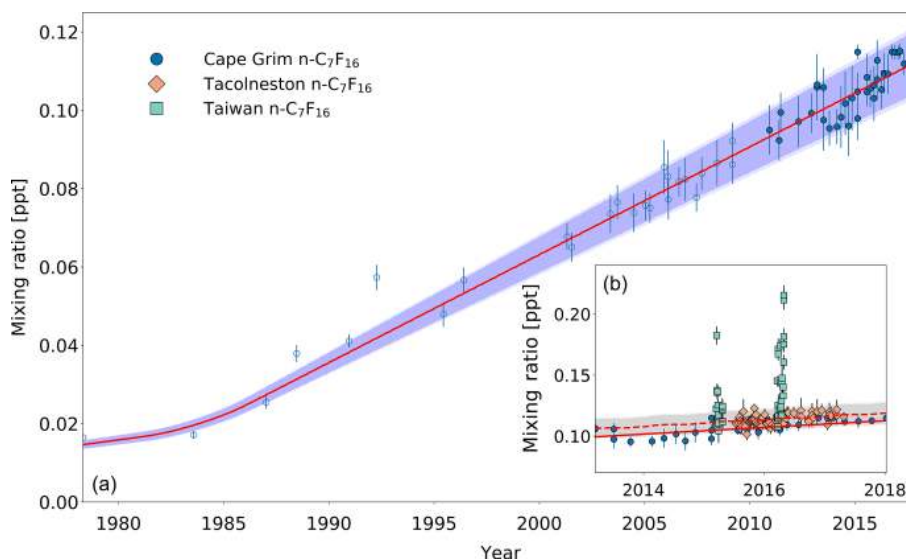 0.12
0.10
0.08
0.06
0.04
0.02
0.00
Mixing ratio [ppt]
Cape Grim n-C₇F₁₆
Tacolneston n-C₇F₁₆
Taiwan n-C₇F₁₆
(a)
1980 1985 1990 1995 2000 2005 2010 2015
Year
(b)
Mixing ratio [ppt]
0.20
0.15
0.10
2014 2016 2018